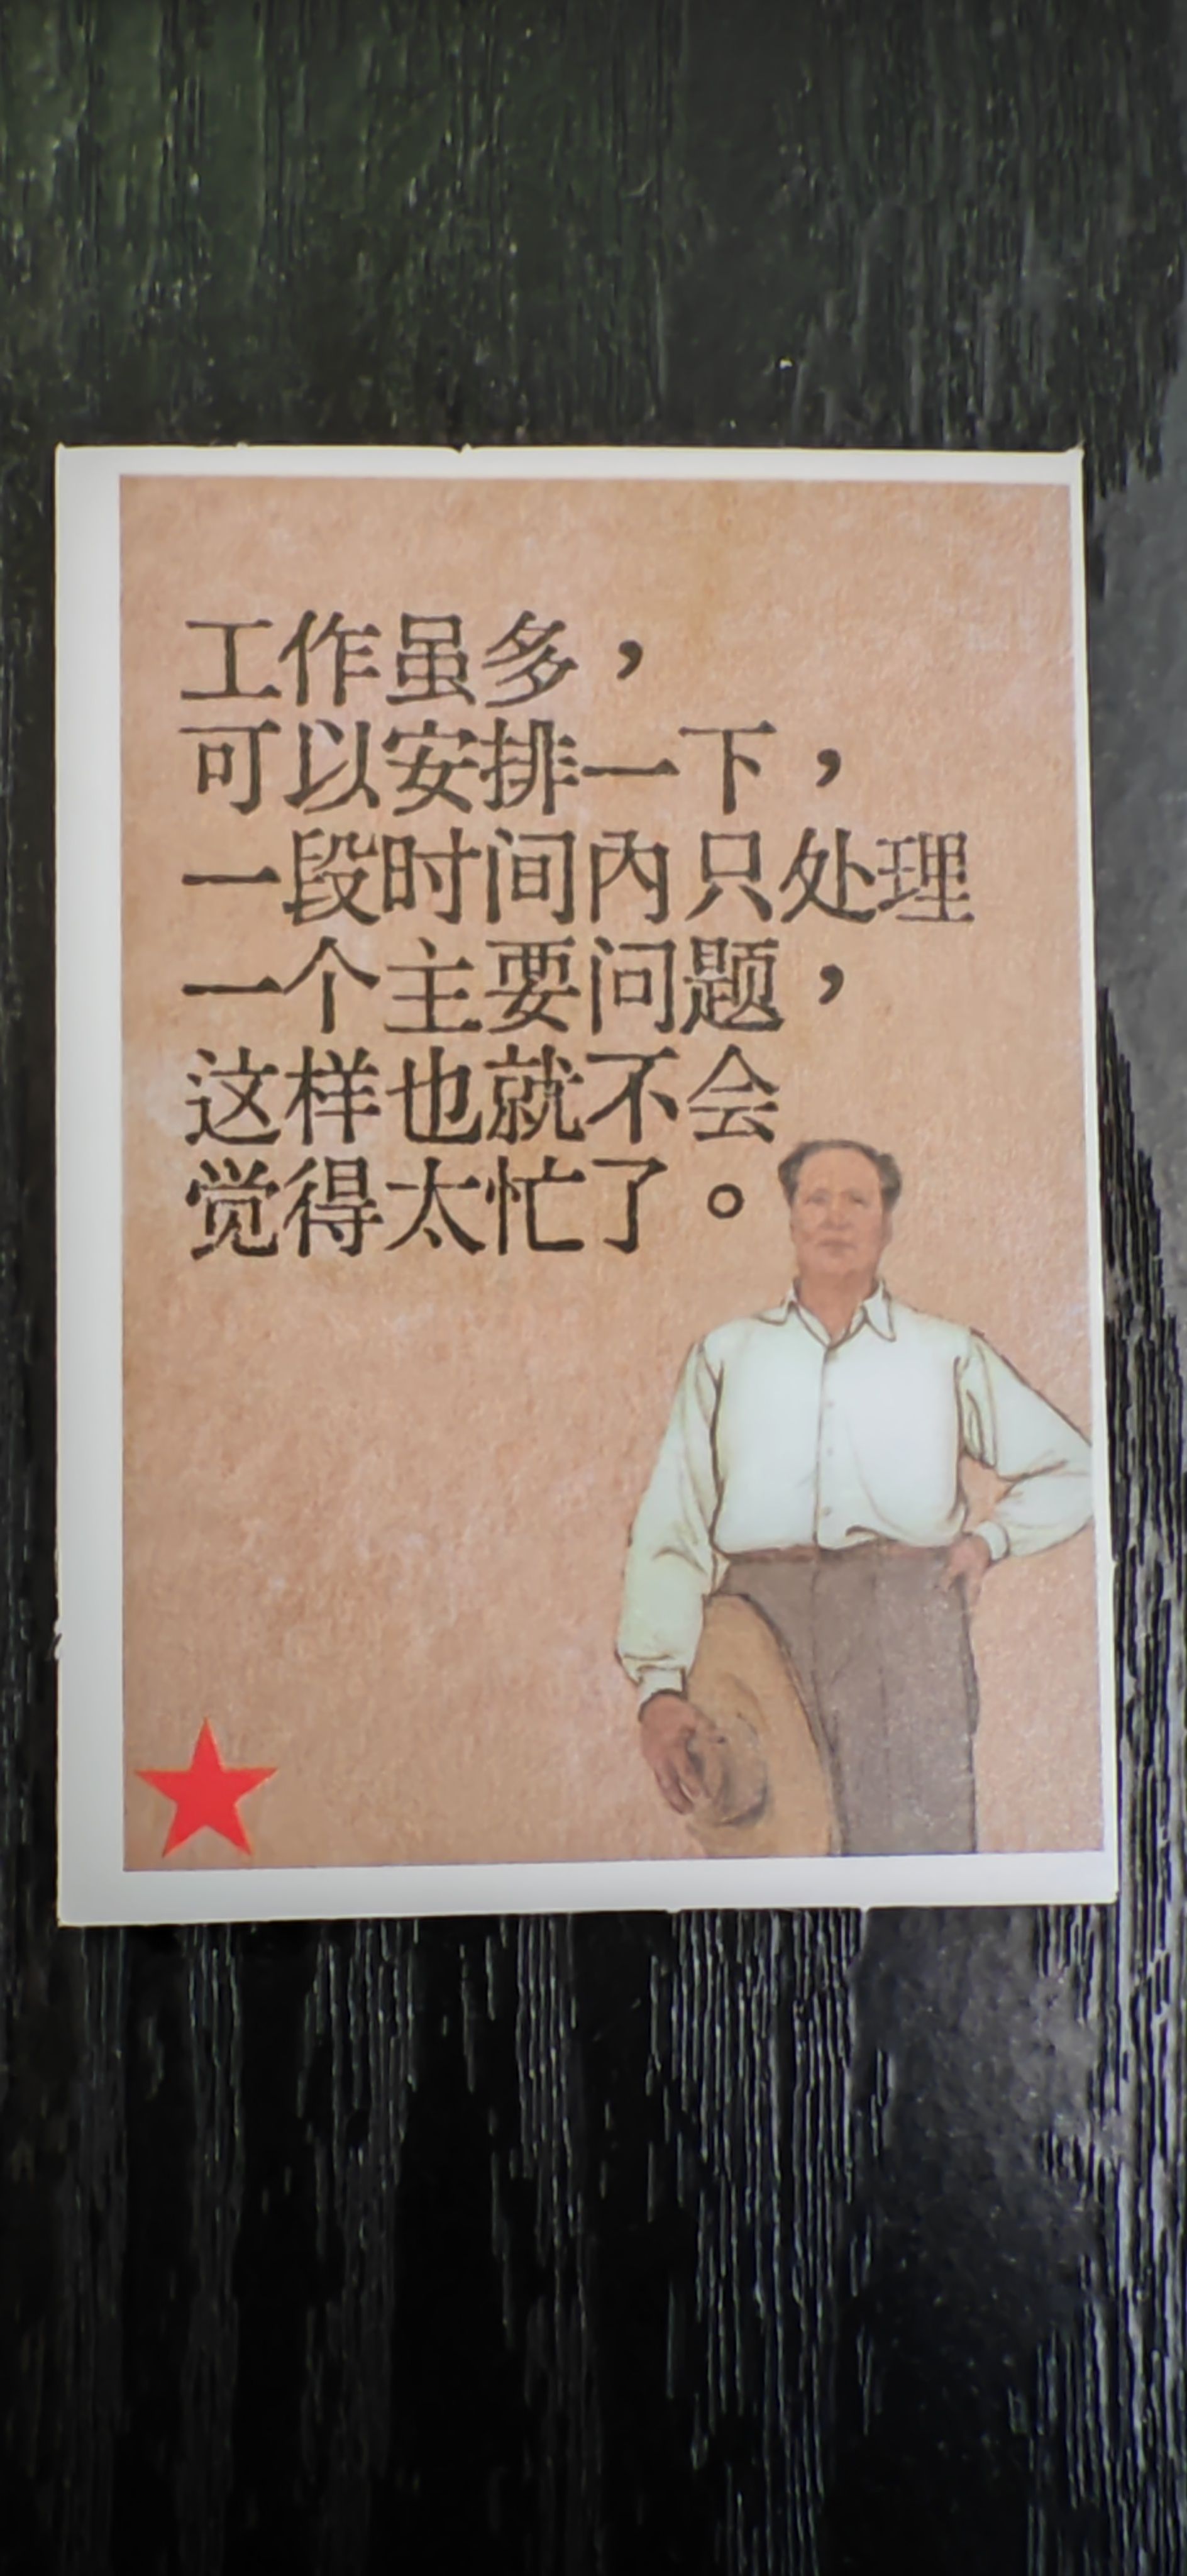 工作虽多，
可以安排一下，
一段时间内只处理
一个主要问题，
这样也就不会
觉得太忙了。